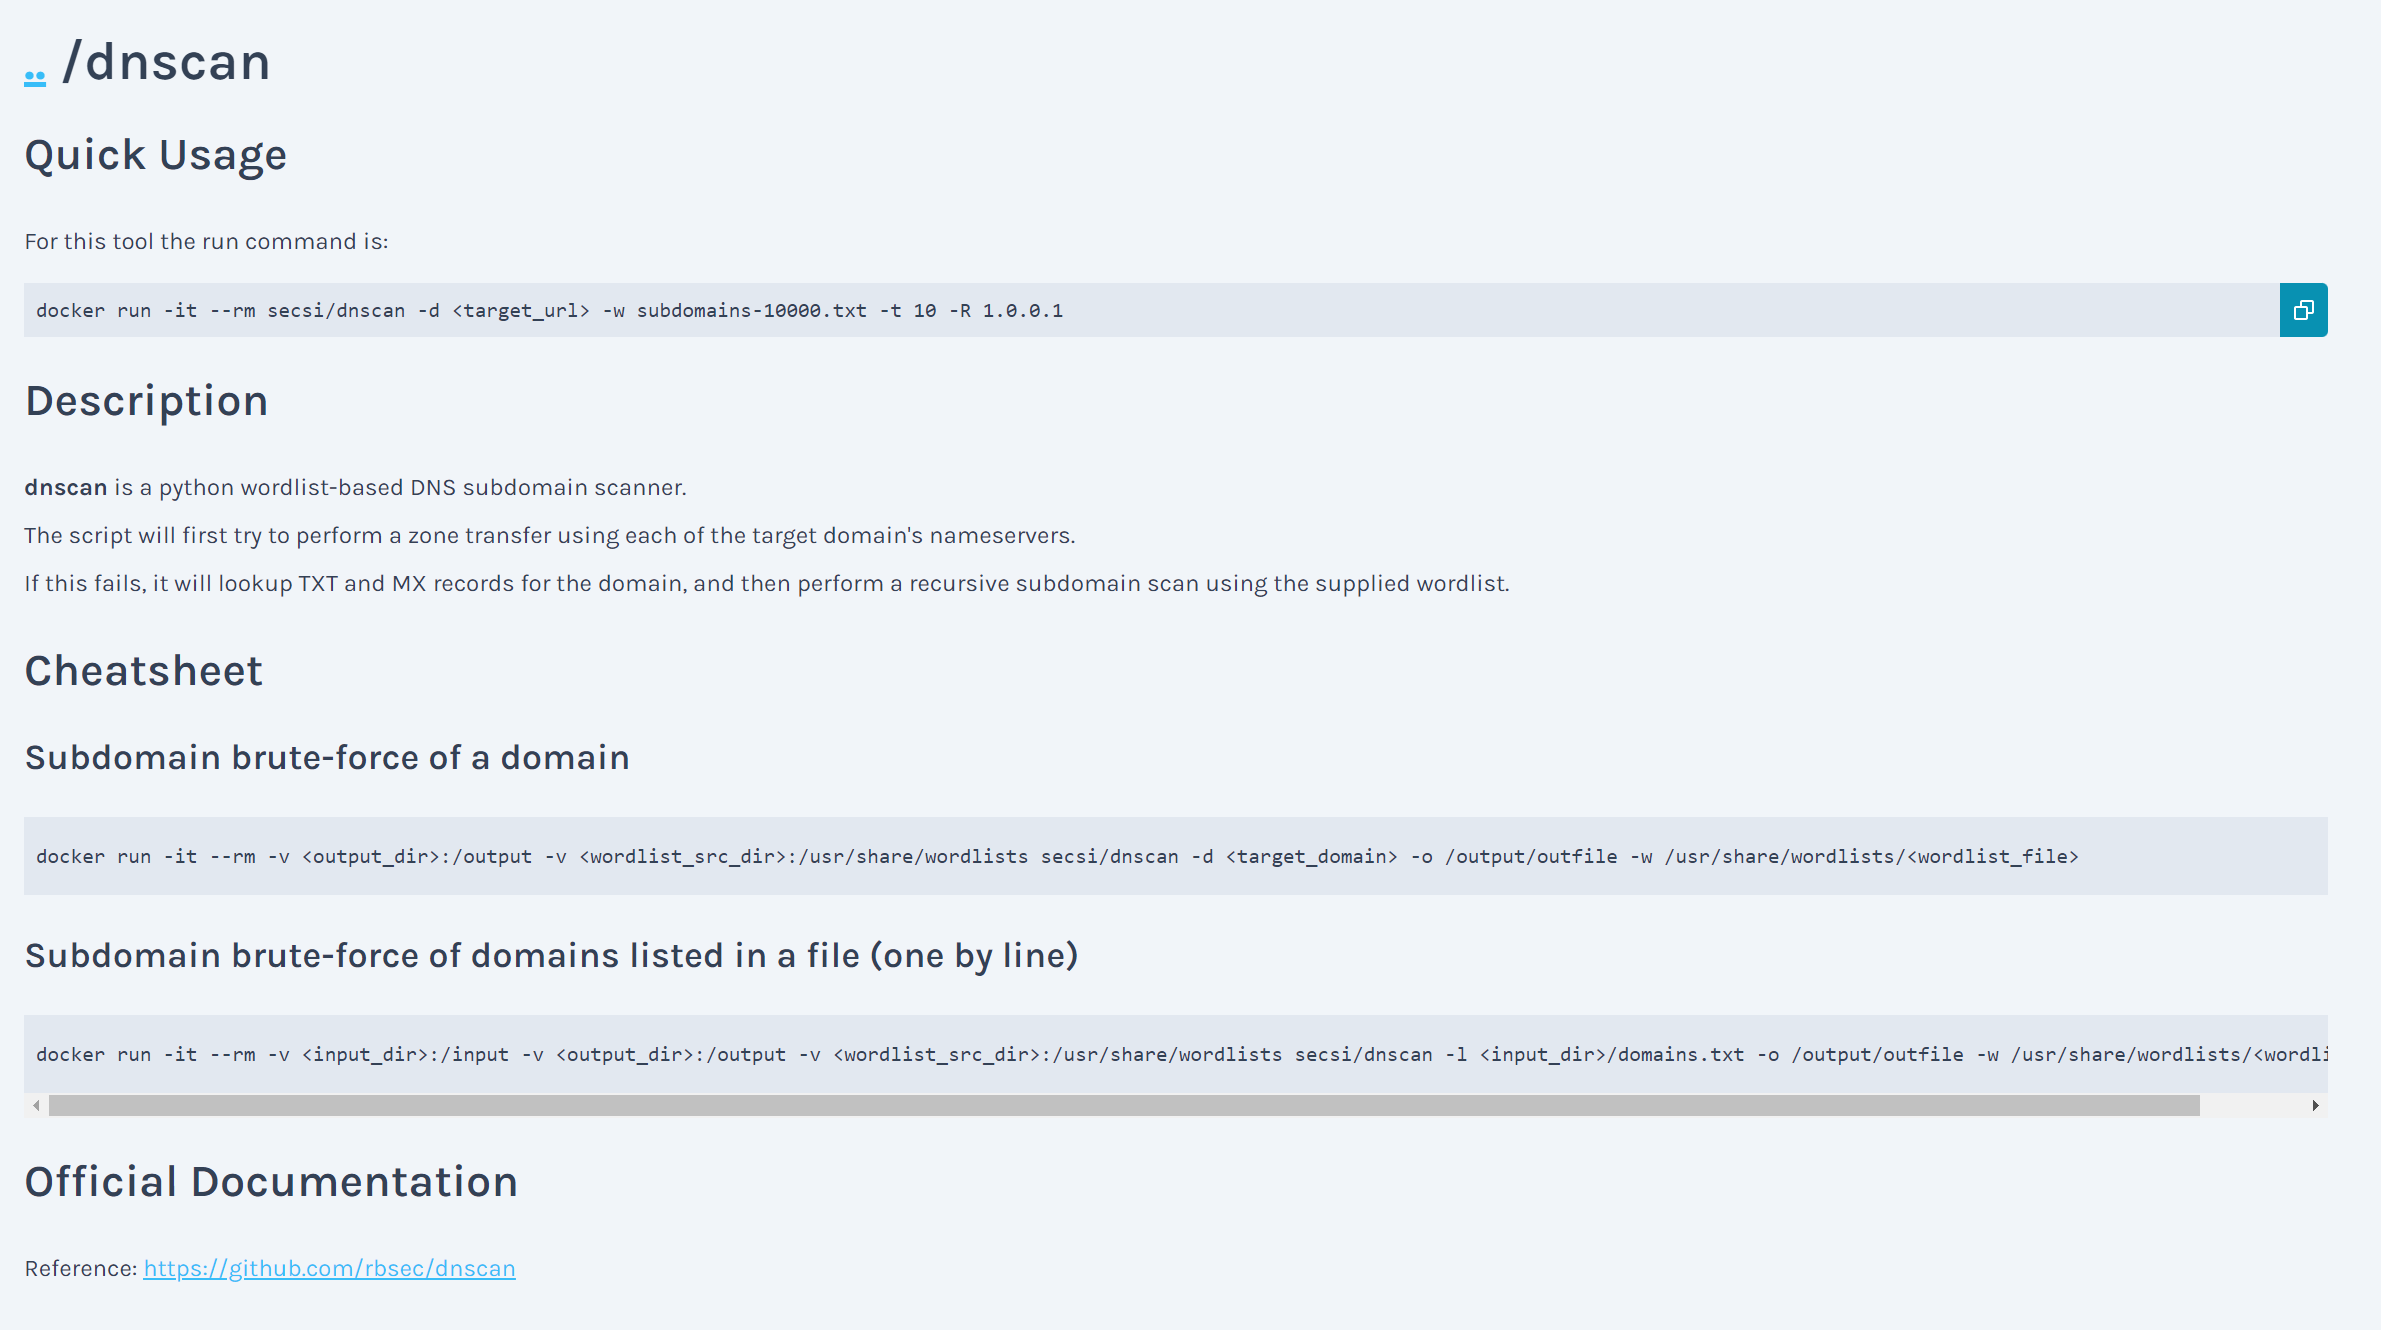 .. /dnscan
Quick Usage
For this tool the run command is:
docker run -it --rm secsi/dnscan -d <target_url> -w subdomains-10000.txt -t 10 -R 1.0.0.1
Description
dnscan is a python wordlist-based DNS subdomain scanner.
The script will first try to perform a zone transfer using each of the target domain's nameservers.
If this fails, it will lookup TXT and MX records for the domain, and then perform a recursive subdomain scan using the supplied wordlist.
Cheatsheet
Subdomain brute-force of a domain
docker run -it --rm -v <output_dir>:/output -v <wordlist_src_dir>:/usr/share/wordlists secsi/dnscan -d <target_domain> -o /output/outfile -w /usr/share/wordlists/<wordlist_file>
Subdomain brute-force of domains listed in a file (one by line)
docker run -it --rm -v <input_dir>:/input -v <output_dir>:/output -v <wordlist_src_dir>:/usr/share/wordlists secsi/dnscan -l <input_dir>/domains.txt -o /output/outfile -w /usr/share/wordlists/<wordli
Official Documentation
Reference: https://github.com/rbsec/dnscan